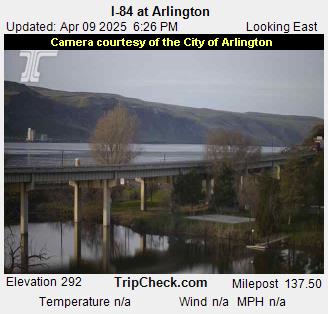 I-84 at Arlington
Updated: Apr 09 2025 6:26 PM Looking East
Camera courtesy of the City of Arlington
Elevation 292 TripCheck.com Milepost 137.50
Temperature n/a Wind n/a MPH n/a